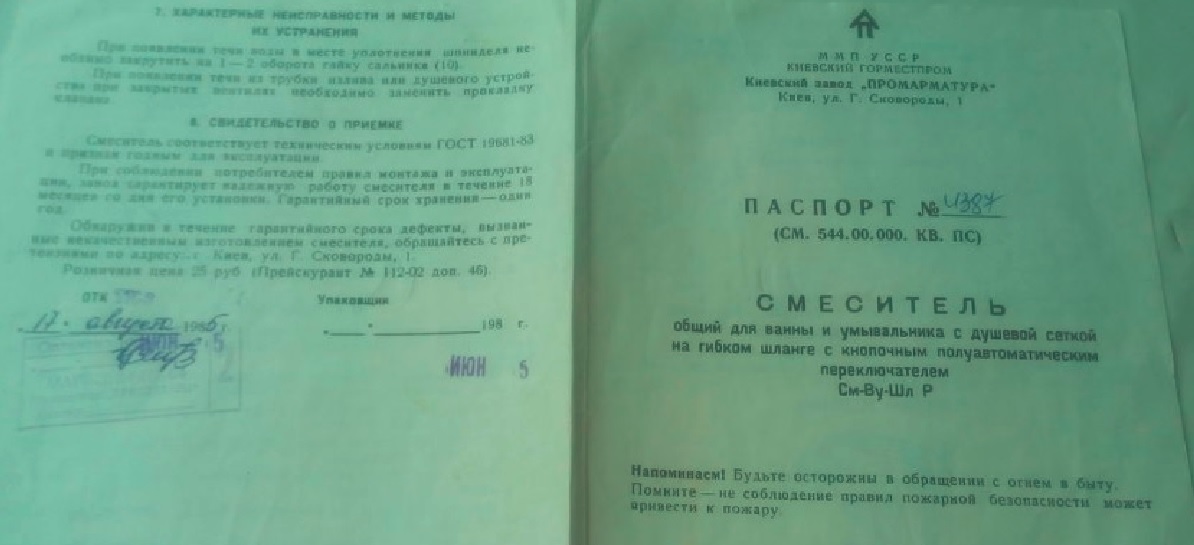 7. ХАРАКТЕРНЫЕ НЕИСПРАВНОСТИ И МЕТОДЫ
ИХ УСТРАНЕНИЯ
При появлении течи воды в месте уплотнения шпинделя не-
обходимо закрутить на 1—2 оборота гайку сальника (10).
При появлении течи из трубки излива или душевого устрой-
ства при закрытых вентилях необходимо заменить прокладку
клапана.
8. СВИДЕТЕЛЬСТВО О ПРИЕМКЕ
Смеситель соответствует техническим условиям ГОСТ 19681-83
и признан годным для эксплуатации.
При соблюдении потребителем правил монтажа и эксплуата-
ции, завод гарантирует надежную работу смесителя в течение 18
месяцев со дня его установки. Гарантийный срок хранения—один
год.
Обнаружив в течение гарантийного срока дефекты, вызван-
ные некачественным изготовлением смесителя, обращайтесь с пре-
тензиями по адресу: г. Киев, ул. Г. Сковороды, 1.
Розничная цена 25 руб (Прейскурант № 112-02 доп. 46).
ОТК
Упаковщик
17 августа 1985 г.
198 г.
ИЮН 5
ИЮН 5
ММП УССР
КИЕВСКИЙ ГОРМЕСТПРОМ
Киевский завод „ПРОМАРМАТУРА"
Киев, ул. Г. Сковороды, 1
ПАСПОРТ № 4387
(СМ. 544.00.000. КВ. ПС)
СМЕСИТЕЛЬ
общий для ванны и умывальника с душевой сеткой
на гибком шланге с кнопочным полуавтоматическим
переключателем
См-Ву-Шл Р
Напоминаем! Будьте осторожны в обращении с огнем в быту.
Помните — не соблюдение правил пожарной безопасности может
привести к пожару.